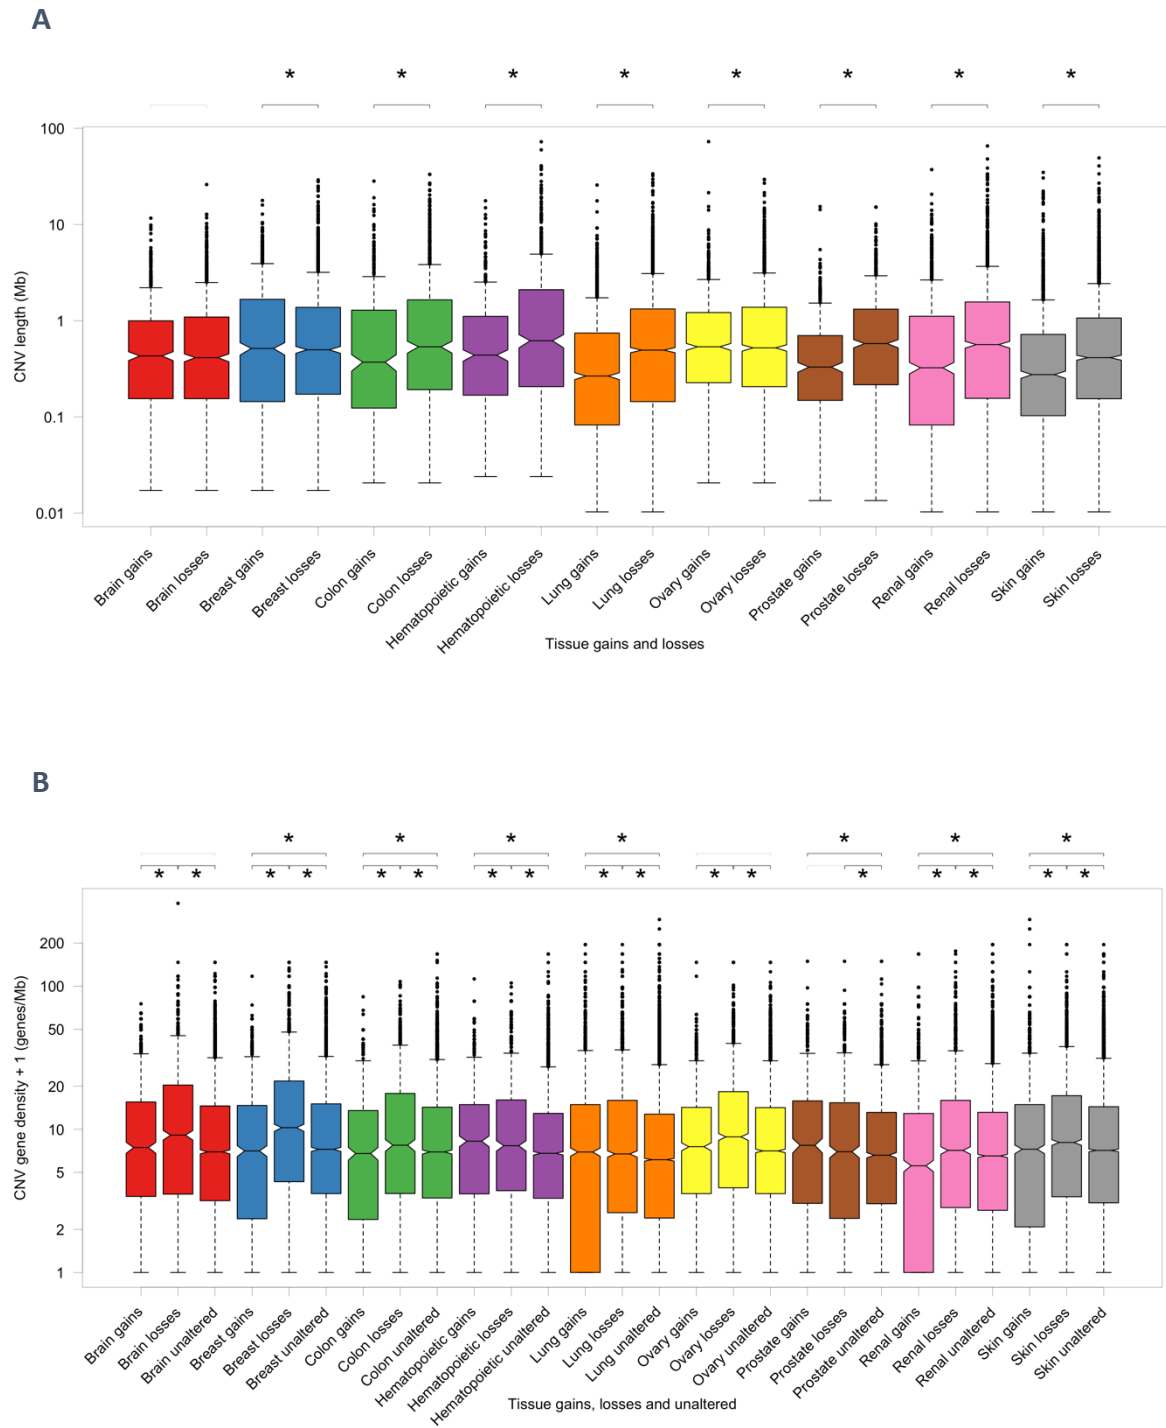 A
* * * * * * * *
100
10
1
0.1
0.01
CNV length (Mb)
Brain gains
Brain losses
Breast gains
Breast losses
Colon gains
Colon losses
Hematopoietic gains
Hematopoietic losses
Lung gains
Lung losses
Ovary gains
Ovary losses
Prostate gains
Prostate losses
Renal gains
Renal losses
Skin gains
Skin losses
Tissue gains and losses
B
* * * * * * *
* * * * * * * * * * * * * * * * *
200
100
50
20
10
5
2
1
CNV gene density + 1 (genes/Mb)
Brain gains
Brain losses
Brain unaltered
Breast gains
Breast losses
Breast unaltered
Colon gains
Colon losses
Colon unaltered
Hematopoietic gains
Hematopoietic losses
Hematopoietic unaltered
Lung gains
Lung losses
Lung unaltered
Ovary gains
Ovary losses
Ovary unaltered
Prostate gains
Prostate losses
Prostate unaltered
Renal gains
Renal losses
Renal unaltered
Skin gains
Skin losses
Skin unaltered
Tissue gains, losses and unaltered